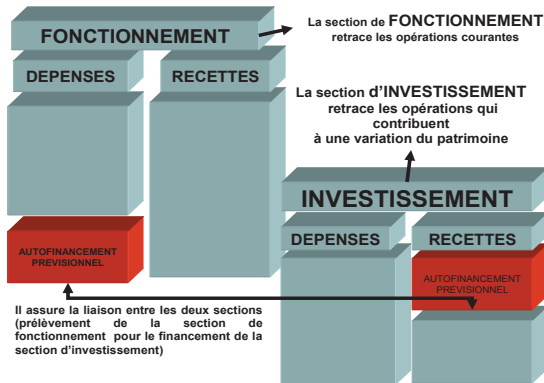 FONCTIONNEMENT
La section de FONCTIONNEMENT
retrace les opérations courantes
DEPENSES
RECETTES
La section d'INVESTISSEMENT
retrace les opérations qui
contribuent
à une variation du patrimoine
INVESTISSEMENT
DEPENSES
RECETTES
AUTOFINANCEMENT
PREVISIONNEL
AUTOFINANCEMENT
PREVISIONNEL
Il assure la liaison entre les deux sections
(prélèvement de la section de
fonctionnement pour le financement de la
section d'investissement)